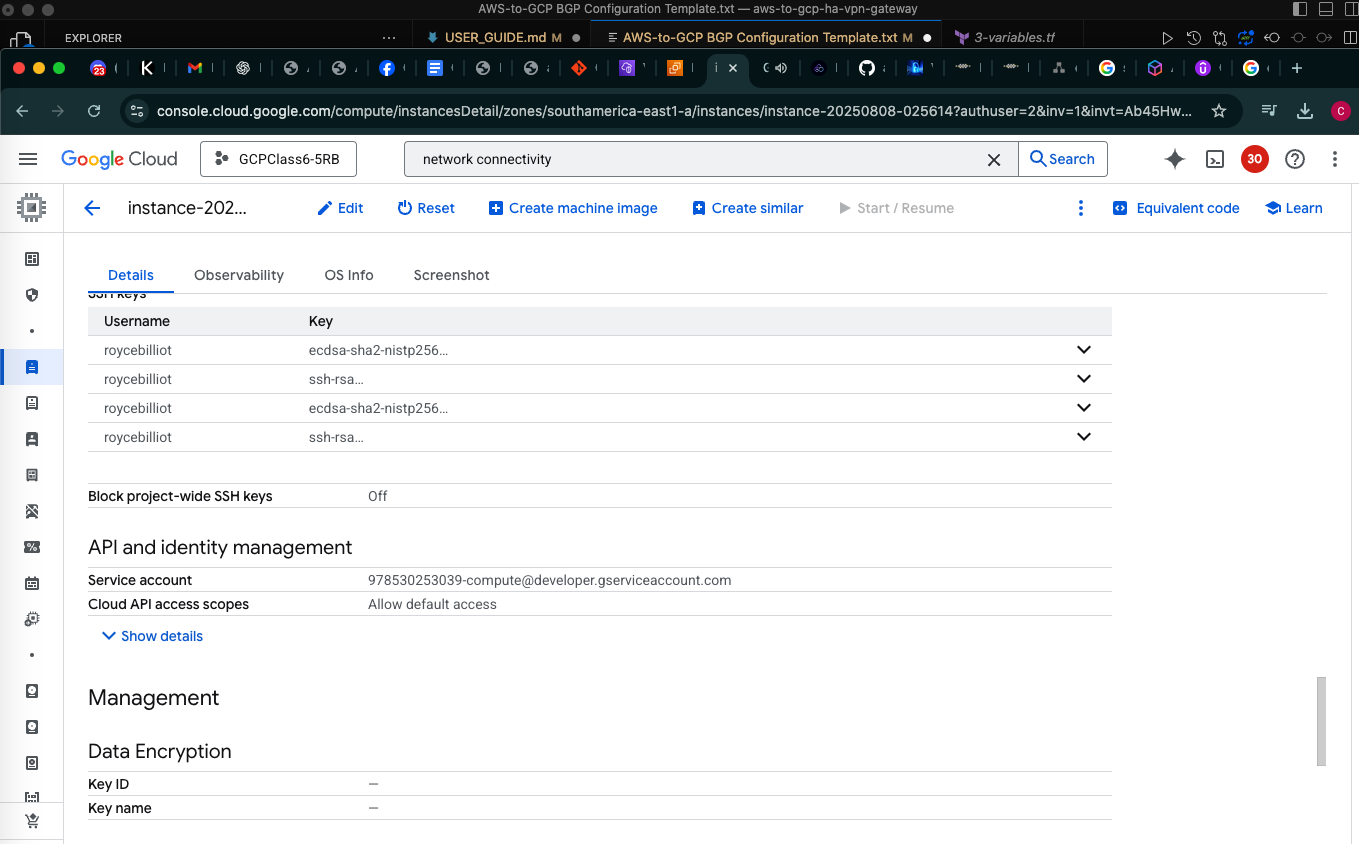 AWS-to-GCP BGP Configuration Template.txt — aws-to-gcp-ha-vpn-gateway
EXPLORER
USER_GUIDE.md M
AWS-to-GCP BGP Configuration Template.txt M
3-variables.tf
23
console.cloud.google.com/compute/instancesDetail/zones/southamerica-east1-a/instances/instance-20250808-025614?authuser=2&inv=1&invt=Ab45Hw...
C
Google Cloud
GCPClass6-5RB
network connectivity
Search
30
instance-202...
Edit
Reset
Create machine image
Create similar
Start / Resume
Equivalent code
Learn
Details
Observability
OS Info
Screenshot
SSH keys
Username Key
roycebilliot ecdsa-sha2-nistp256...
roycebilliot ssh-rsa...
roycebilliot ecdsa-sha2-nistp256...
roycebilliot ssh-rsa...
Block project-wide SSH keys Off
API and identity management
Service account 978530253039-compute@developer.gserviceaccount.com
Cloud API access scopes Allow default access
Show details
Management
Data Encryption
Key ID —
Key name —